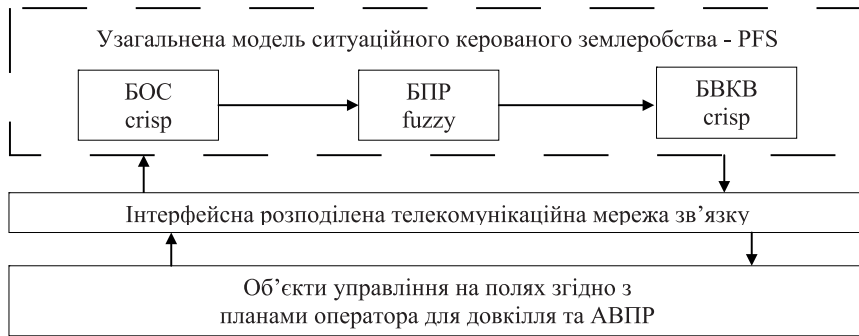 Узагальнена модель ситуаційного керованого землеробства - PFS
БОС
crisp
БПР
fuzzy
БВКВ
crisp
Інтерфейсна розподілена телекомунікаційна мережа зв’язку
Об’єкти управління на полях згідно з
планами оператора для довкілля та АВПР